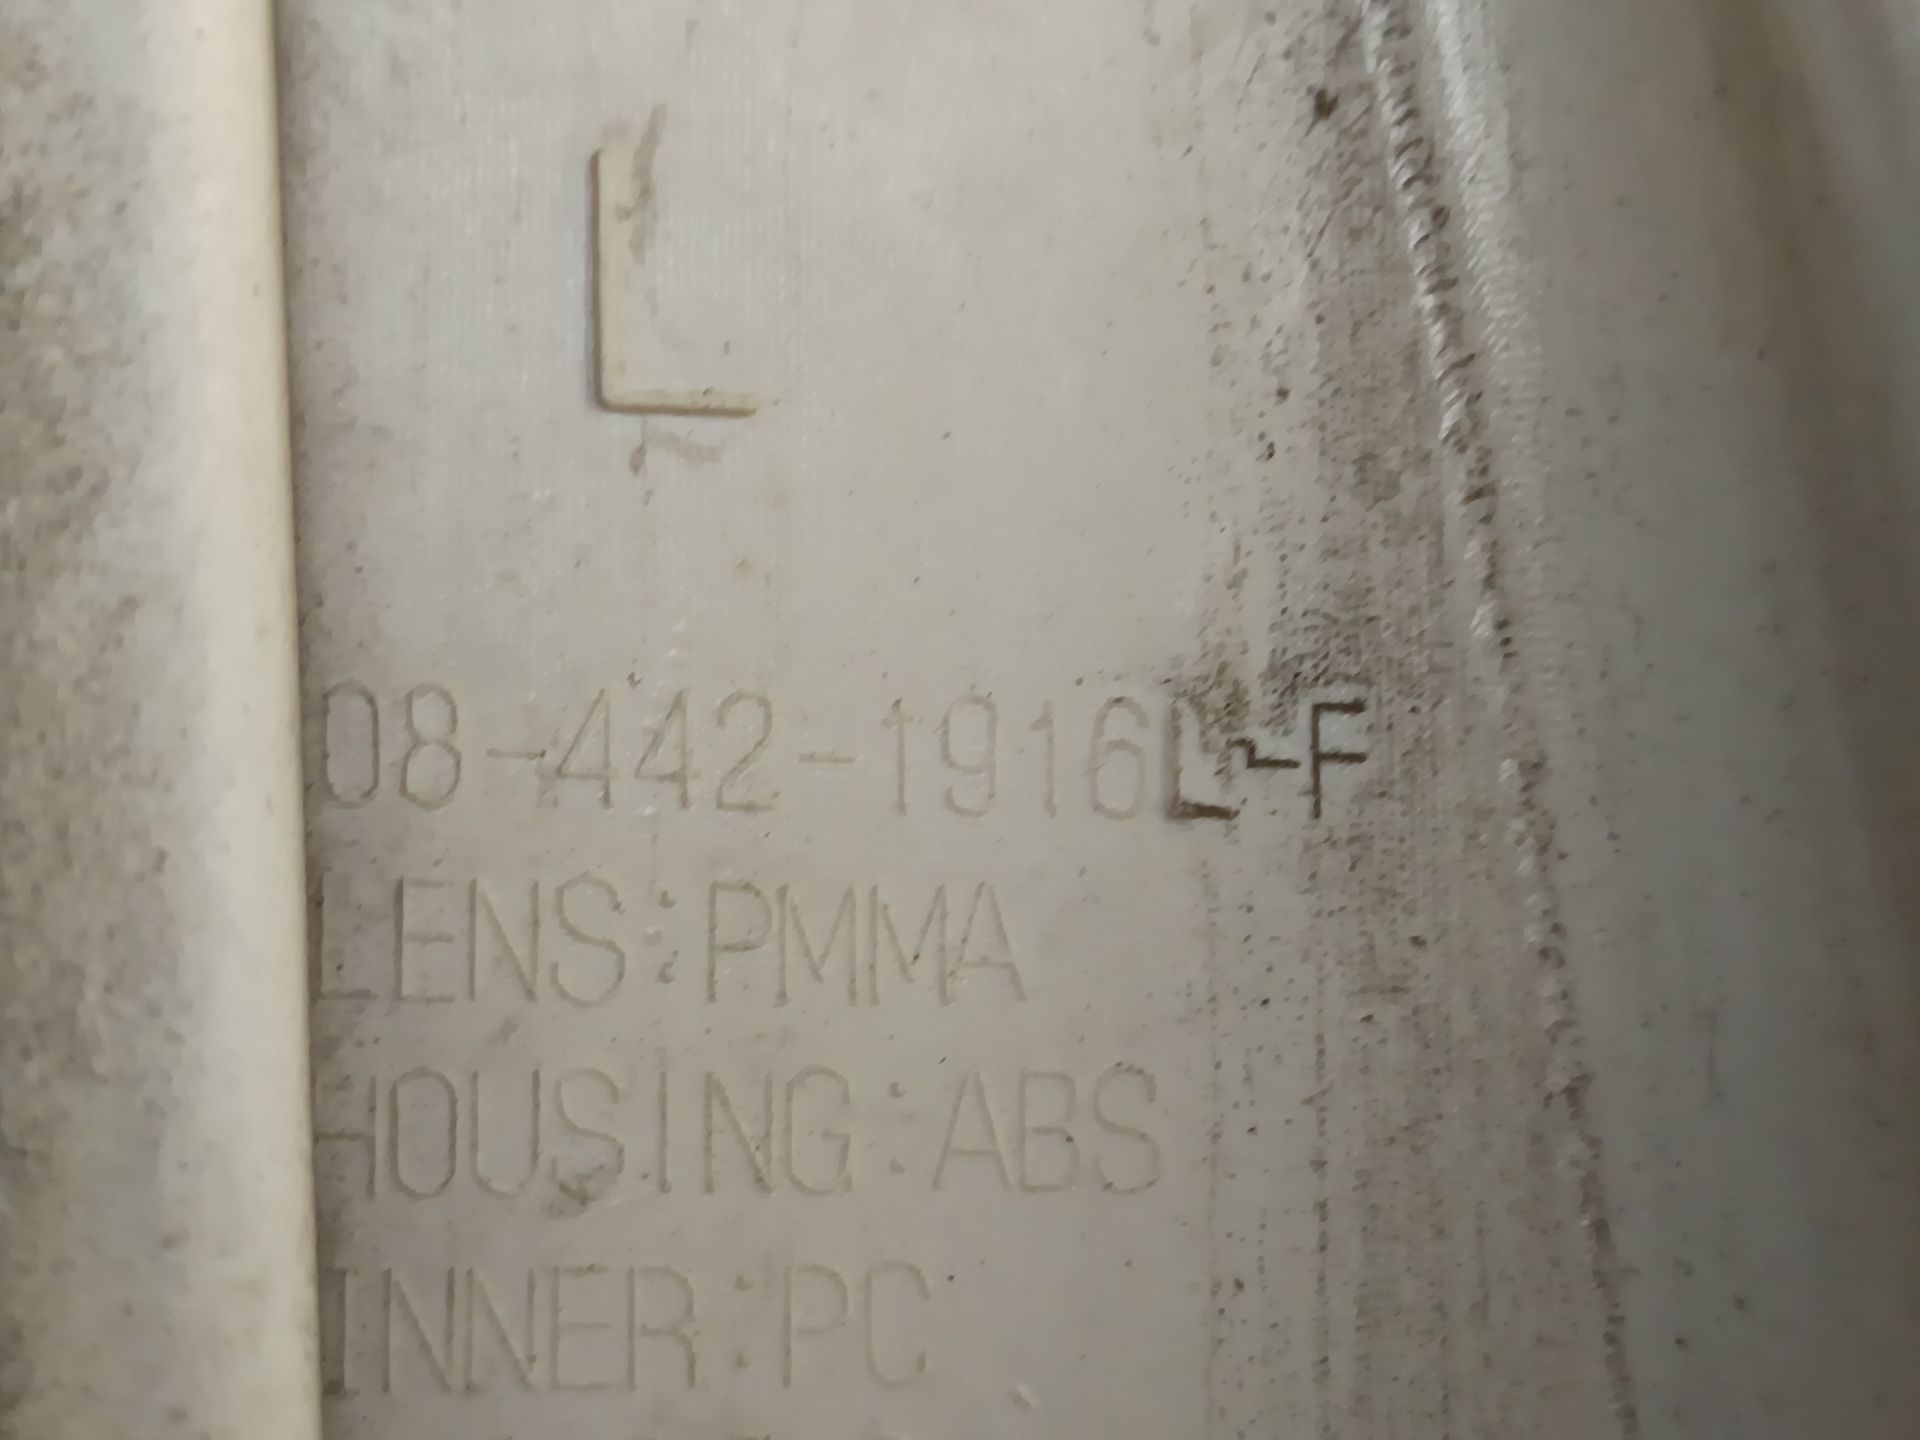 L
08-442-1916L-F
LENS:PMMA
HOUSING:ABS
INNER:PC